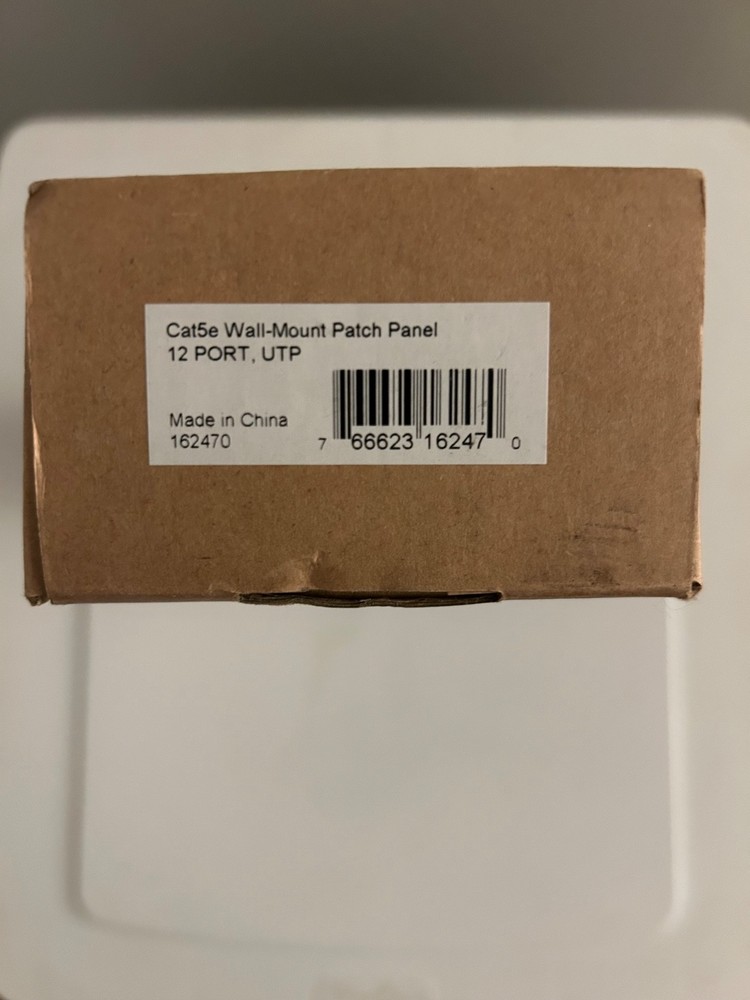 Cat5e Wall-Mount Patch Panel
12 PORT, UTP
Made in China
162470
7 66623 16247 0